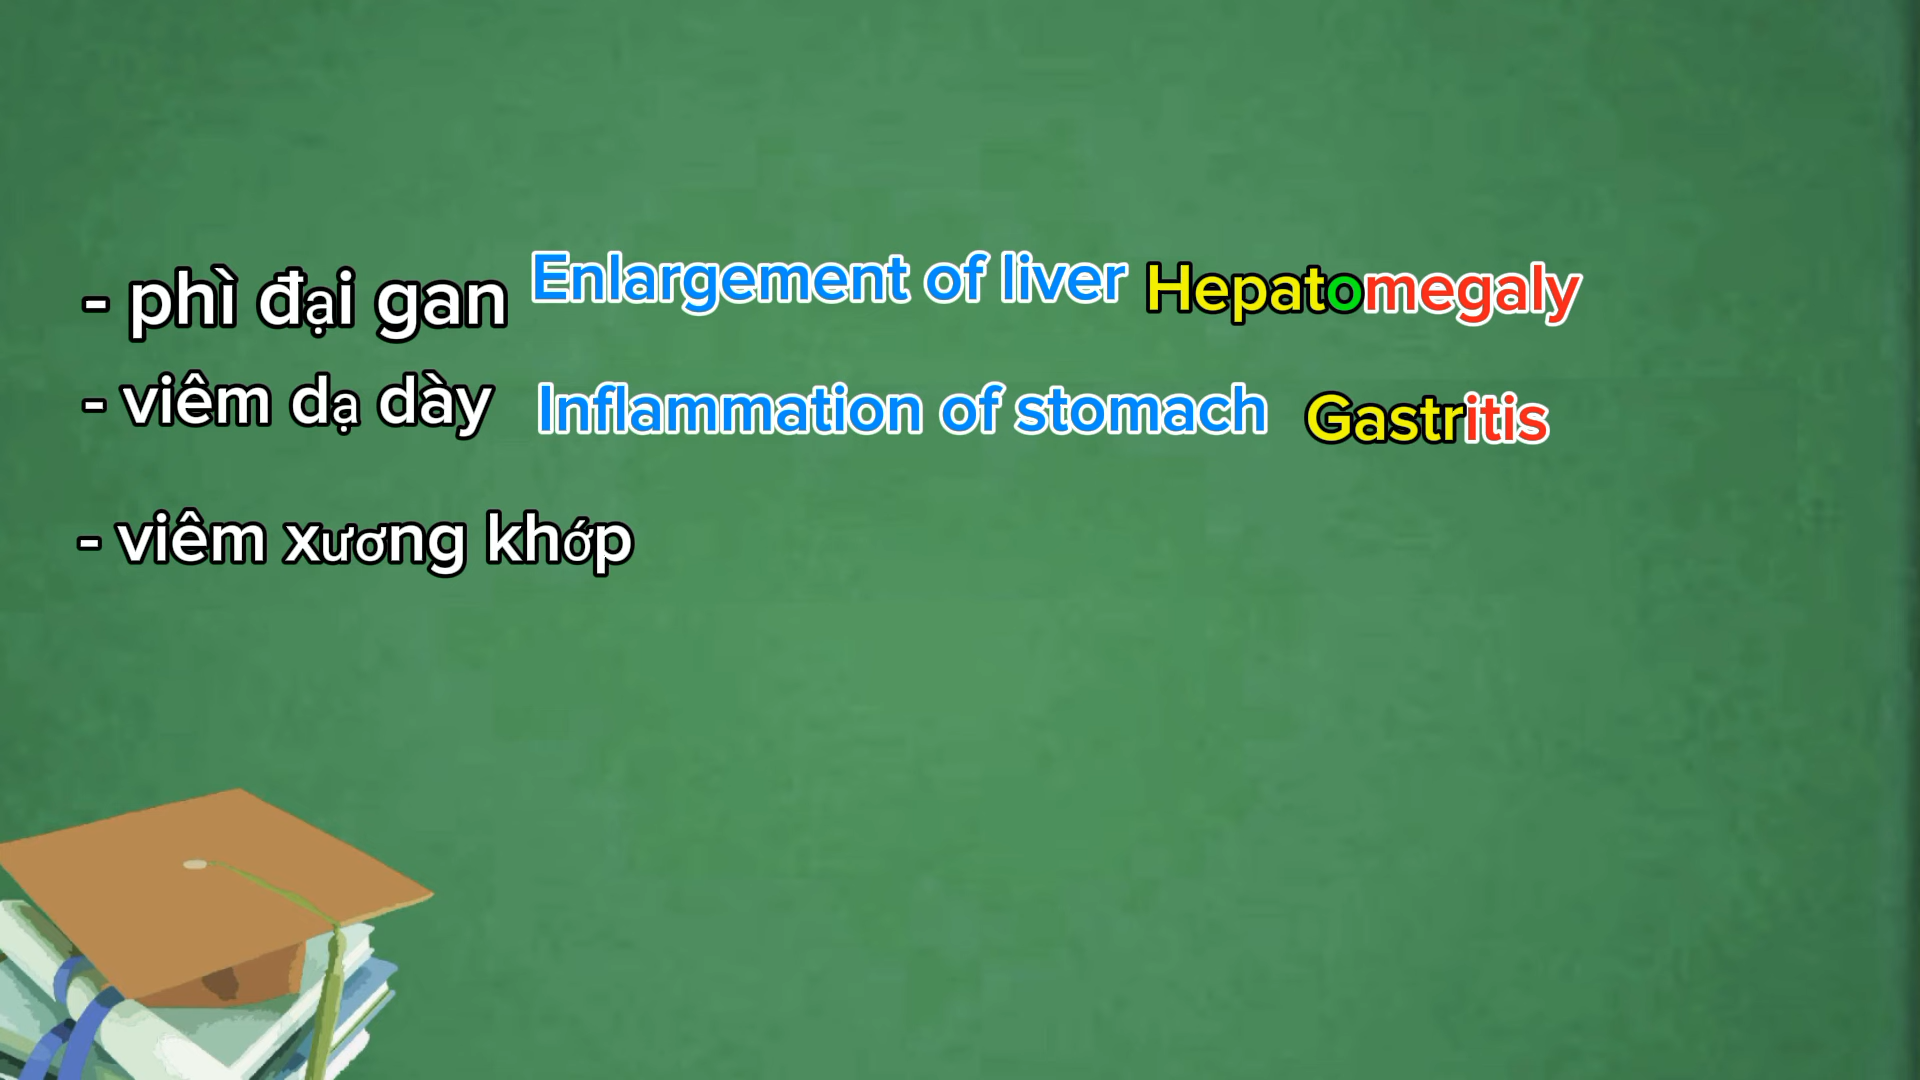 - phì đại gan Enlargement of liver Hepatomegaly
- viêm dạ dày Inflammation of stomach Gastritis
- viêm xương khớp